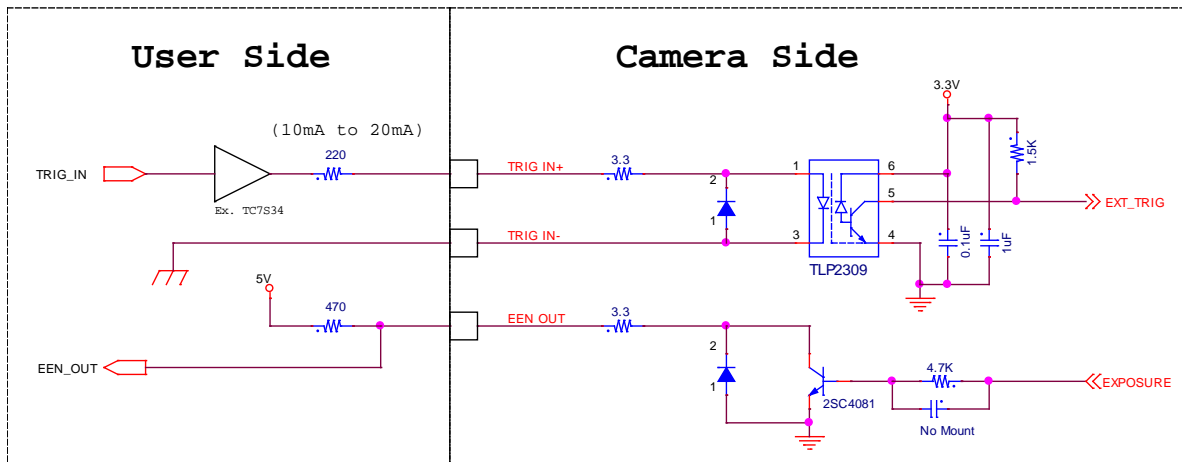 User Side
Camera Side
(10mA to 20mA)
3.3V
TRIG_IN
220
Ex. TC7S34
TRIG IN+
3.3
2
1
1
3
6
5
4
TLP2309
1.5K
EXT_TRIG
0.1uF
1uF
TRIG IN-
5V
470
EEN_OUT
EEN OUT
3.3
2
1
2SC4081
4.7K
No Mount
EXPOSURE